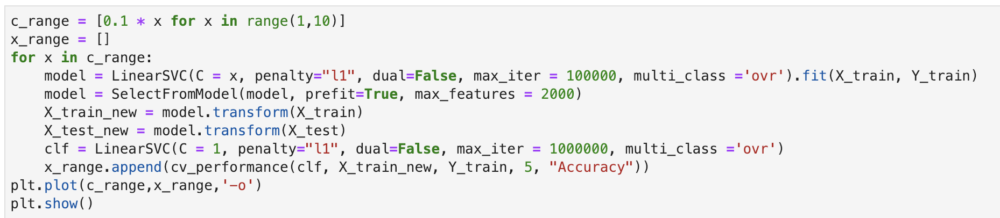 c_range = [0.1 * x for x in range(1,10)]
x_range = []
for x in c_range:
    model = LinearSVC(C = x, penalty="l1", dual=False, max_iter = 100000, multi_class ='ovr').fit(X_train, Y_train)
    model = SelectFromModel(model, prefit=True, max_features = 2000)
    X_train_new = model.transform(X_train)
    X_test_new = model.transform(X_test)
    clf = LinearSVC(C = 1, penalty="l1", dual=False, max_iter = 1000000, multi_class ='ovr')
    x_range.append(cv_performance(clf, X_train_new, Y_train, 5, "Accuracy"))
plt.plot(c_range,x_range,'-o')
plt.show()